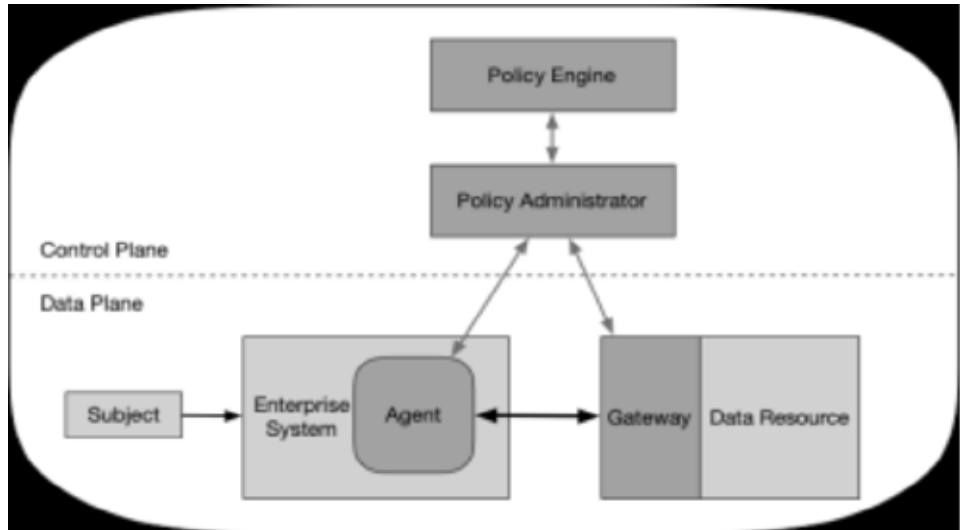 Policy Engine
Policy Administrator
Control Plane
Data Plane
Subject
Enterprise
System
Agent
Gateway
Data Resource